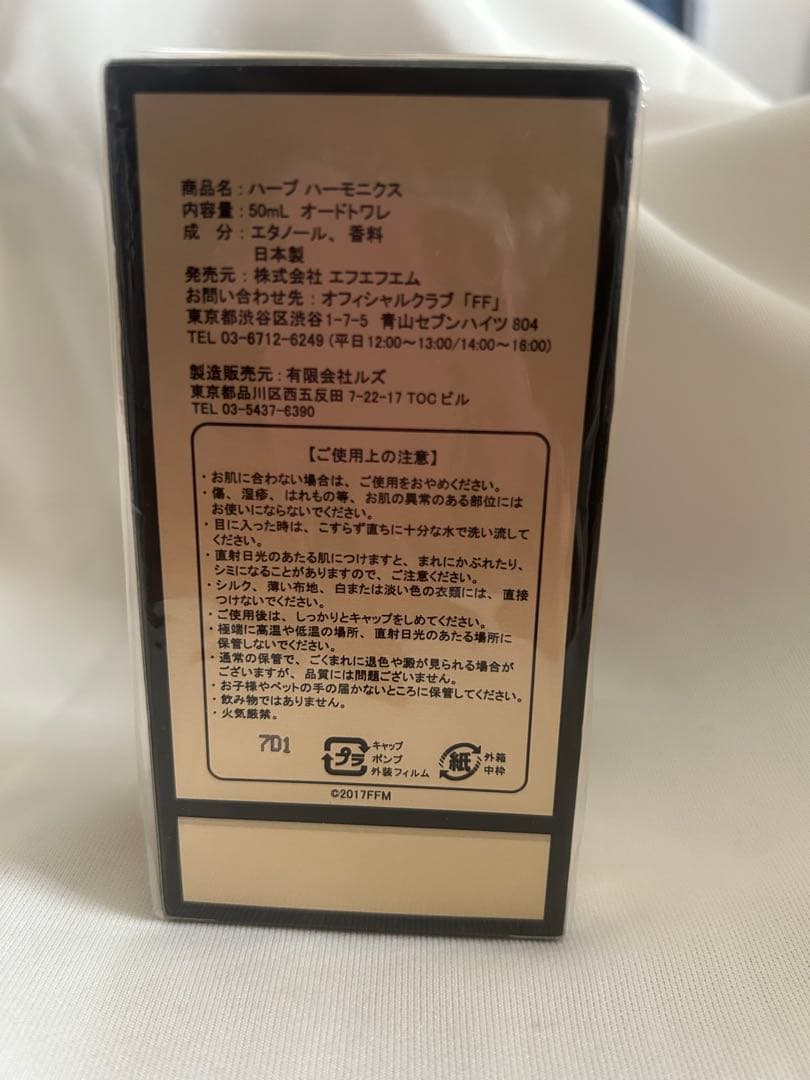 商品名：ハーブ ハーモニクス
内容量：50mL オードトワレ
成　分：エタノール、香料
日本製
発売元：株式会社 エフエフエム
お問い合わせ先：オフィシャルクラブ「FF」
東京都渋谷区渋谷1-7-5 青山セブンハイツ 804
TEL 03-6712-6249 (平日12:00〜13:00/14:00〜16:00)
製造販売元：有限会社ルズ
東京都品川区西五反田 7-22-17 TOCビル
TEL 03-5437-6390
【ご使用上の注意】
・お肌に合わない場合は、ご使用をおやめください。
・傷、湿疹、はれもの等、お肌の異常のある部位には
お使いにならないでください。
・目に入った時は、こすらず直ちに十分な水で洗い流して
ください。
・直射日光のあたる肌につけますと、まれにかぶれたり、
シミになることがありますので、ご注意ください。
・シルク、薄い布地、白または淡い色の衣類には、直接
つけないでください。
・ご使用後は、しっかりとキャップをしめてください。
・極端に高温や低温の場所、直射日光のあたる場所に
保管しないでください。
・通常の保管で、ごくまれに退色や澱が見られる場合が
ございますが、品質には問題ございません。
・お子様やペットの手の届かないところに保管してください。
・飲み物ではありません。
・火気厳禁。
7D1
プラ
キャップ
ポンプ
外装フィルム
紙
外箱
中枠
©2017FFM